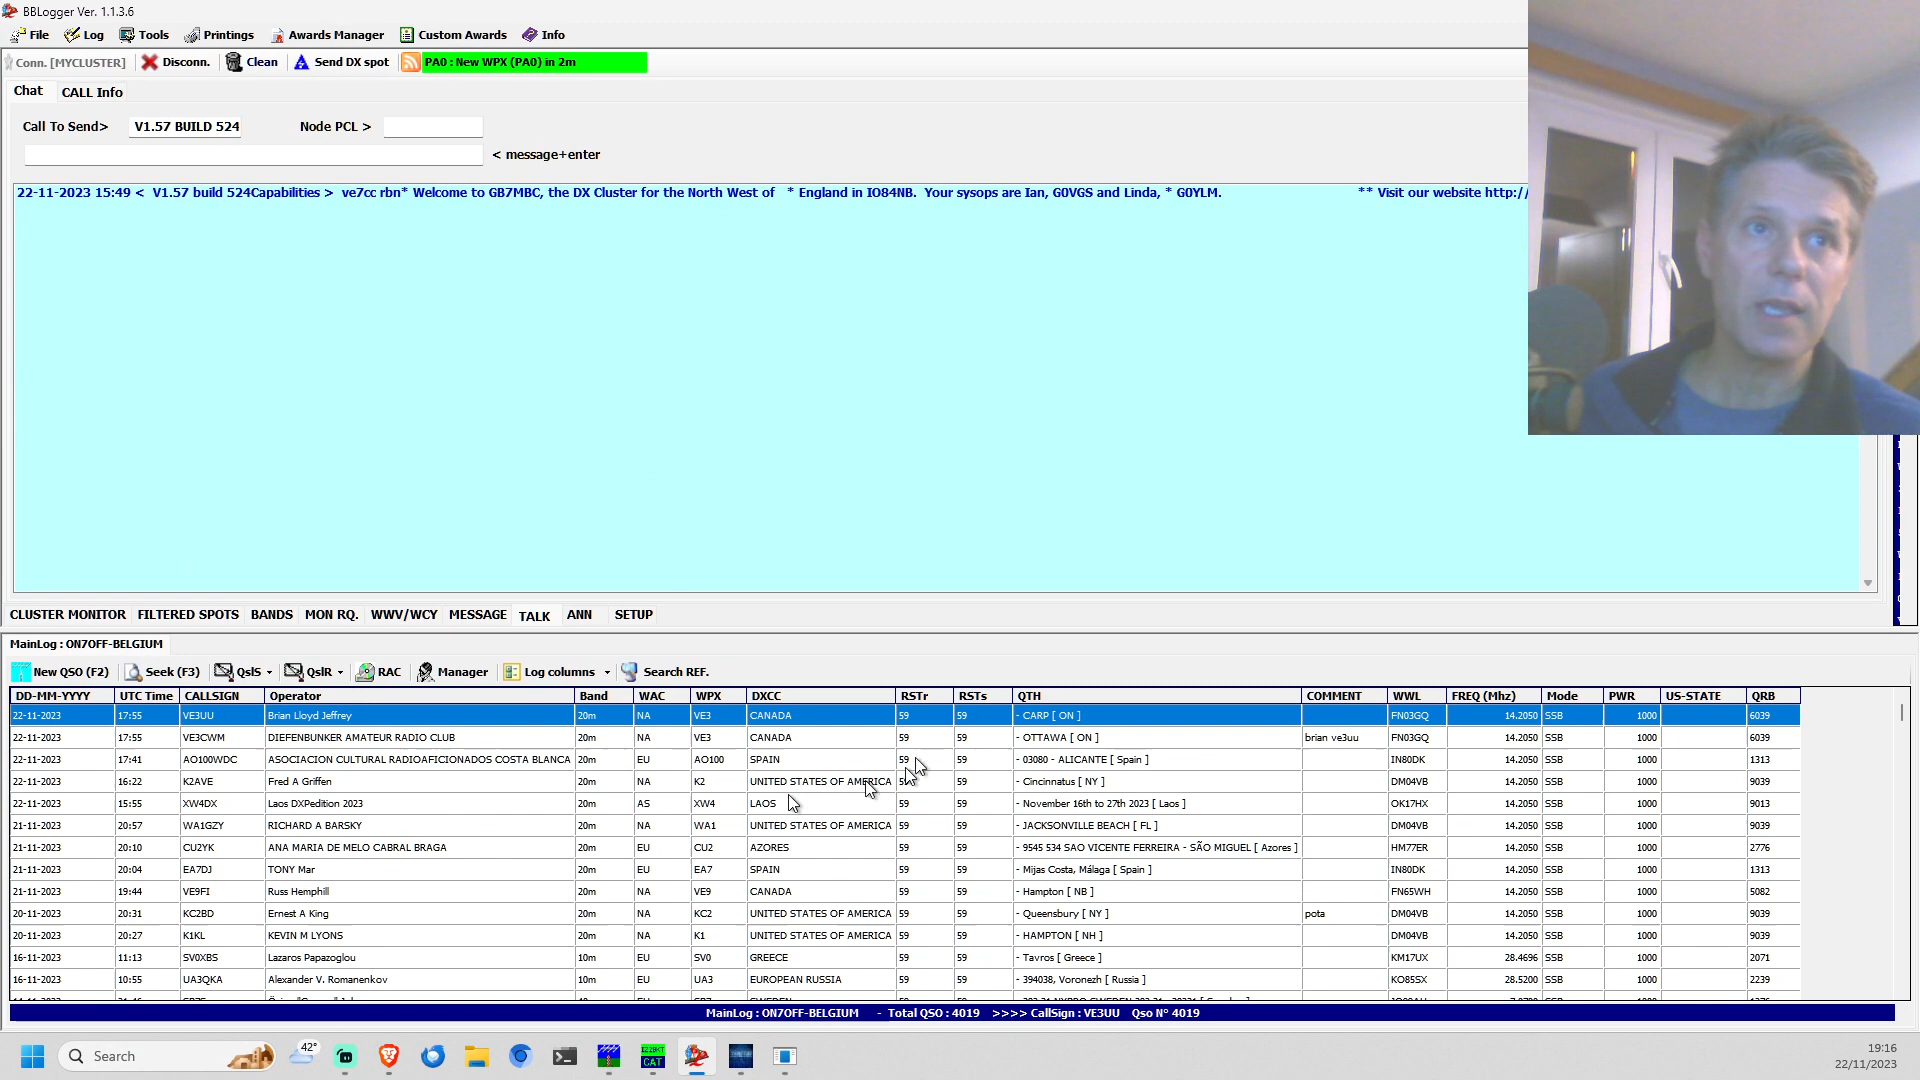 BBLogger Ver. 1.1.3.6
File Log Tools Printings Awards Manager Custom Awards Info
Conn. [MYCLUSTER] Disconn. Clean Send DX spot PA0 : New WPX (PA0) in 2m
Chat CALL Info
Call To Send> V1.57 BUILD 524 Node PCL >
< message+enter
22-11-2023 15:49 < V1.57 build 524Capabilities > ve7cc rbn* Welcome to GB7MBC, the DX Cluster for the North West of * England in IO84NB. Your sysops are Ian, G0VGS and Linda, * G0YLM. ** Visit our website http://
CLUSTER MONITOR FILTERED SPOTS BANDS MON RQ. WWV/WCY MESSAGE TALK ANN SETUP
MainLog : ON7OFF-BELGIUM
New QSO (F2) Seek (F3) QslS QslR RAC Manager Log columns Search REF.
DD-MM-YYYY UTC Time CALLSIGN Operator Band WAC WPX DXCC RSTr RSTs QTH COMMENT WWL FREQ (Mhz) Mode PWR US-STATE QRB
22-11-2023 17:55 VE3UU Brian Lloyd Jeffrey 20m NA VE3 CANADA 59 59 - CARP [ ON ] FN03GQ 14.2050 SSB 1000 6039
22-11-2023 17:55 VE3CWM DIEFENBUNKER AMATEUR RADIO CLUB 20m NA VE3 CANADA 59 59 - OTTAWA [ ON ] brian ve3uu FN03GQ 14.2050 SSB 1000 6039
22-11-2023 17:41 AO100WDC ASOCIACION CULTURAL RADIOAFICIONADOS COSTA BLANCA 20m EU AO100 SPAIN 59 59 - 03080 - ALICANTE [ Spain ] IN80DK 14.2050 SSB 1000 1313
22-11-2023 16:22 K2AVE Fred A Griffen 20m NA K2 UNITED STATES OF AMERICA 59 - Cincinnatus [ NY ] DM04VB 14.2050 SSB 1000 9039
22-11-2023 15:55 XW4DX Laos DXPedition 2023 20m AS XW4 LAOS 59 59 - November 16th to 27th 2023 [ Laos ] OK17HX 14.2050 SSB 1000 9013
21-11-2023 20:57 WA1GZY RICHARD A BARSKY 20m NA WA1 UNITED STATES OF AMERICA 59 59 - JACKSONVILLE BEACH [ FL ] DM04VB 14.2050 SSB 1000 9039
21-11-2023 20:10 CU2YK ANA MARIA DE MELO CABRAL BRAGA 20m EU CU2 AZORES 59 59 - 9545 534 SAO VICENTE FERREIRA - SÃO MIGUEL [ Azores ] HM77ER 14.2050 SSB 1000 2776
21-11-2023 20:04 EA7DJ TONY Mar 20m EU EA7 SPAIN 59 59 - Mijas Costa, Málaga [ Spain ] IN80DK 14.2050 SSB 1000 1313
21-11-2023 19:44 VE9FI Russ Hemphill 20m NA VE9 CANADA 59 59 - Hampton [ NB ] FN65WH 14.2050 SSB 1000 5082
20-11-2023 20:31 KC2BD Ernest A King 20m NA KC2 UNITED STATES OF AMERICA 59 59 - Queensbury [ NY ] pota DM04VB 14.2050 SSB 1000 9039
20-11-2023 20:27 K1KL KEVIN M LYONS 20m NA K1 UNITED STATES OF AMERICA 59 59 - HAMPTON [ NH ] DM04VB 14.2050 SSB 1000 9039
16-11-2023 11:13 SV0XBS Lazaros Papazoglou 10m EU SV0 GREECE 59 59 - Tavros [ Greece ] KM17UX 28.4696 SSB 1000 2071
16-11-2023 10:55 UA3QKA Alexander V. Romanenkov 10m EU UA3 EUROPEAN RUSSIA 59 59 - 394038, Voronezh [ Russia ] KO85SX 28.5200 SSB 1000 2239
MainLog : ON7OFF-BELGIUM - Total QSO : 4019 >>>> CallSign : VE3UU Qso N° 4019
Search 42° CAT 19:16
22/11/2023